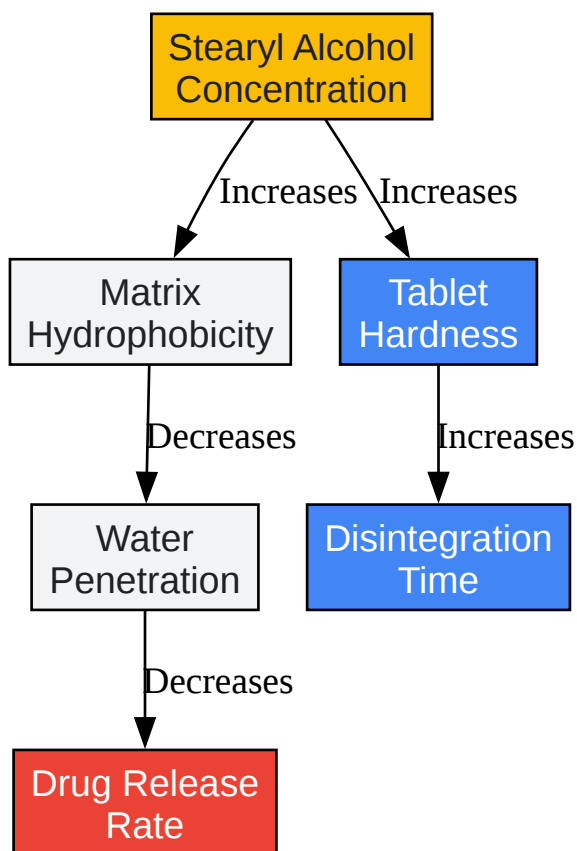 Stearyl Alcohol
Concentration
Increases
Increases
Matrix
Hydrophobicity
Tablet
Hardness
Decreases
Increases
Water
Penetration
Disintegration
Time
Decreases
Drug Release
Rate